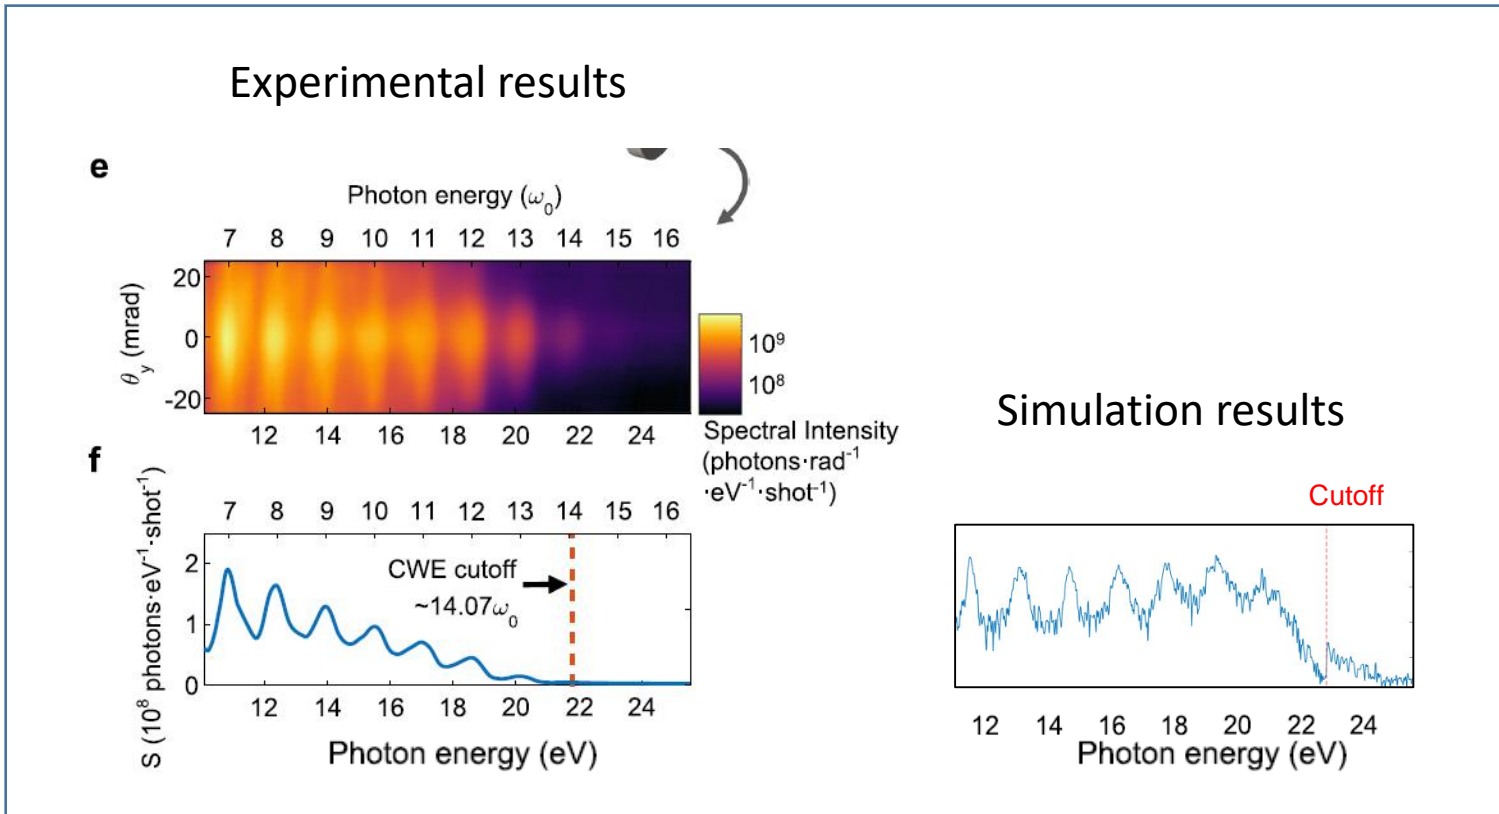 Experimental results
e
Photon energy (ω₀)
7 8 9 10 11 12 13 14 15 16
20
0
-20
θy (mrad)
12 14 16 18 20 22 24
10⁹
10⁸
Spectral Intensity
(photons·rad⁻¹
·eV⁻¹·shot⁻¹)
f
7 8 9 10 11 12 13 14 15 16
S (10⁸ photons·eV⁻¹·shot⁻¹)
2
1
0
CWE cutoff
~14.07ω₀
12 14 16 18 20 22 24
Photon energy (eV)
Simulation results
Cutoff
12 14 16 18 20 22 24
Photon energy (eV)